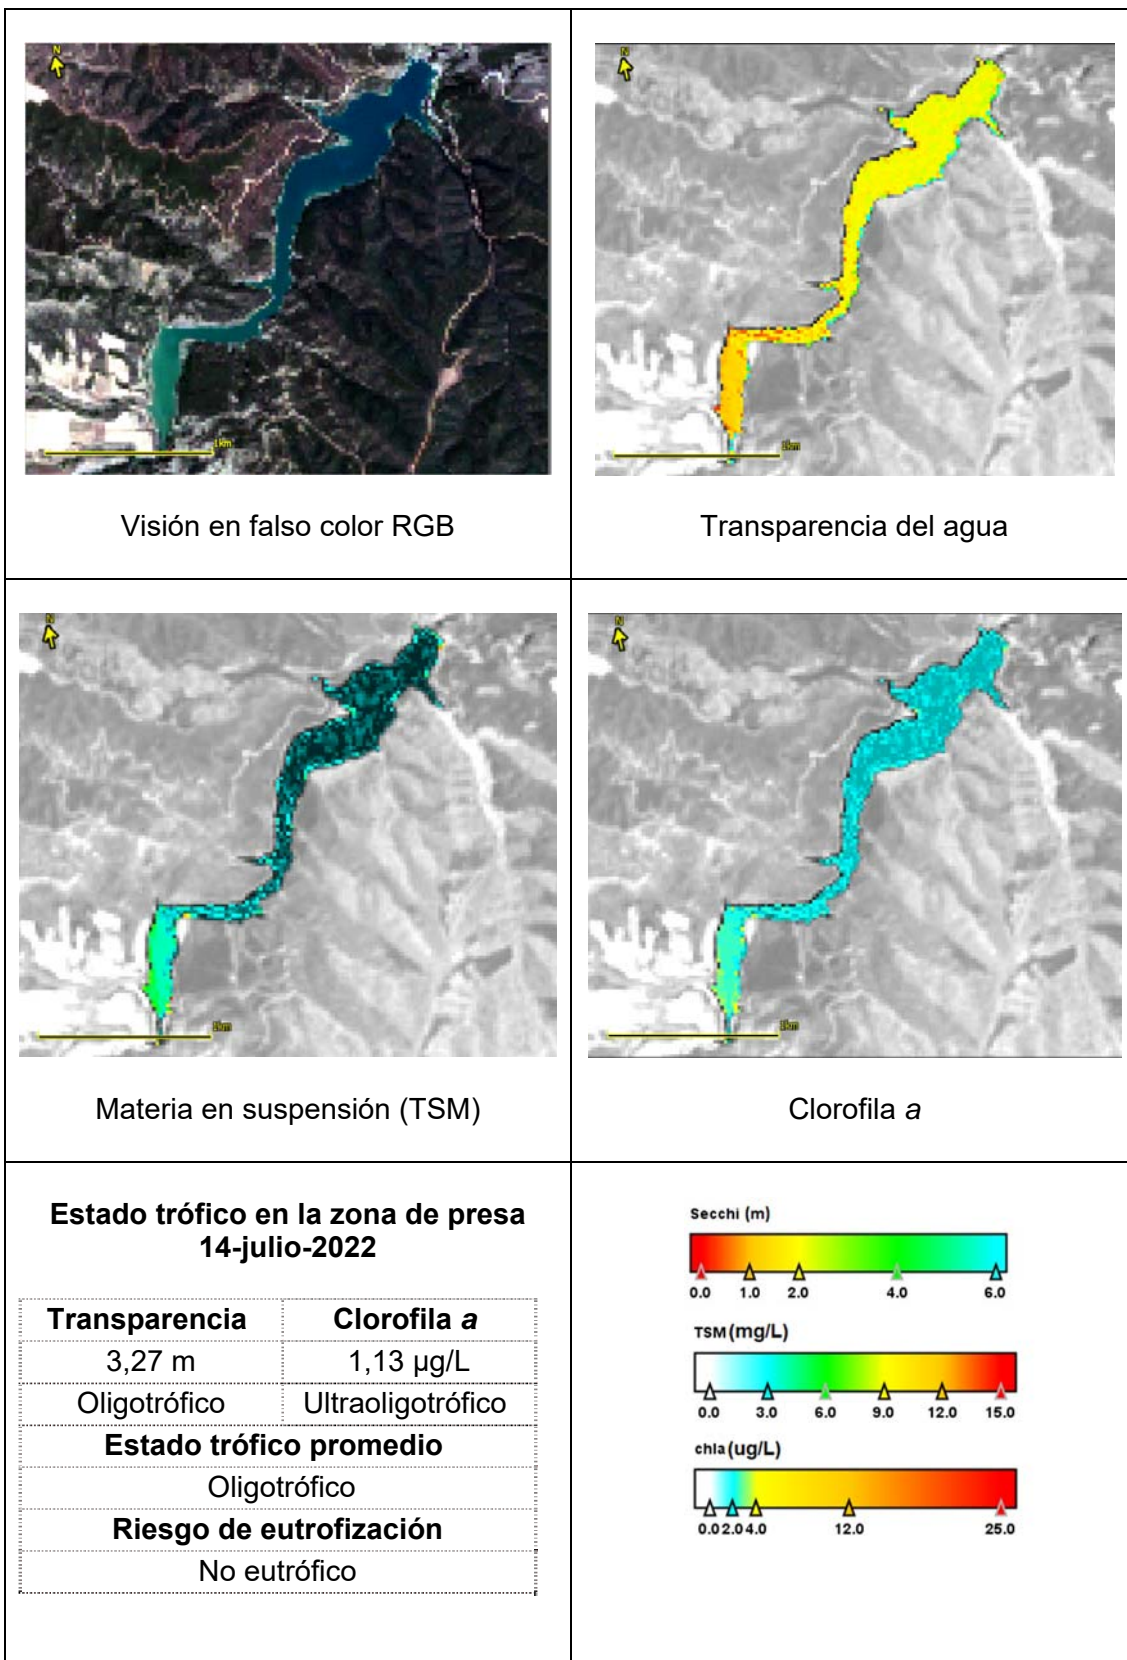 N
1km
Visión en falso color RGB
N
1km
Transparencia del agua
N
1km
Materia en suspensión (TSM)
N
1km
Clorofila a
Estado trófico en la zona de presa
14-julio-2022
Transparencia Clorofila a
3,27 m 1,13 µg/L
Oligotrófico Ultraoligotrófico
Estado trófico promedio
Oligotrófico
Riesgo de eutrofización
No eutrófico
Secchi (m)
0.0 1.0 2.0 4.0 6.0
TSM (mg/L)
0.0 3.0 6.0 9.0 12.0 15.0
chla (ug/L)
0.0 2.0 4.0 12.0 25.0